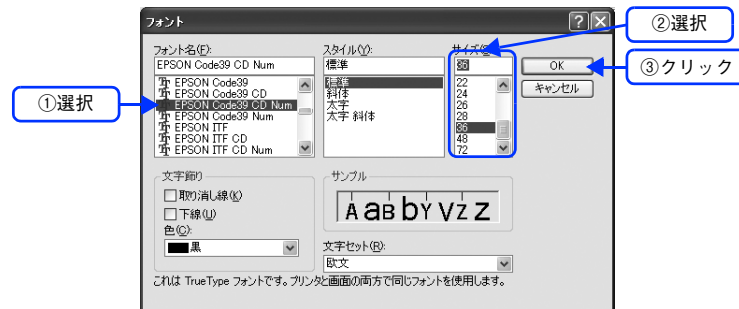 フォント
②選択
フォント名(F):
スタイル(Y):
EPSON Code39 CD Num
標準
36
OK
③クリック
キャンセル
①選択
EPSON Code39
EPSON Code39 CD
EPSON Code39 CD Num
EPSON Code39 Num
EPSON ITF
EPSON ITF CD
EPSON ITF CD Num
標準
斜体
太字
太字 斜体
22
24
26
28
36
48
72
文字飾り
取り消し線(K)
下線(U)
色(C):
黒
サンプル
AaBbYyZz
文字セット(R):
欧文
これは TrueType フォントです。プリンタと画面の両方で同じフォントを使用します。